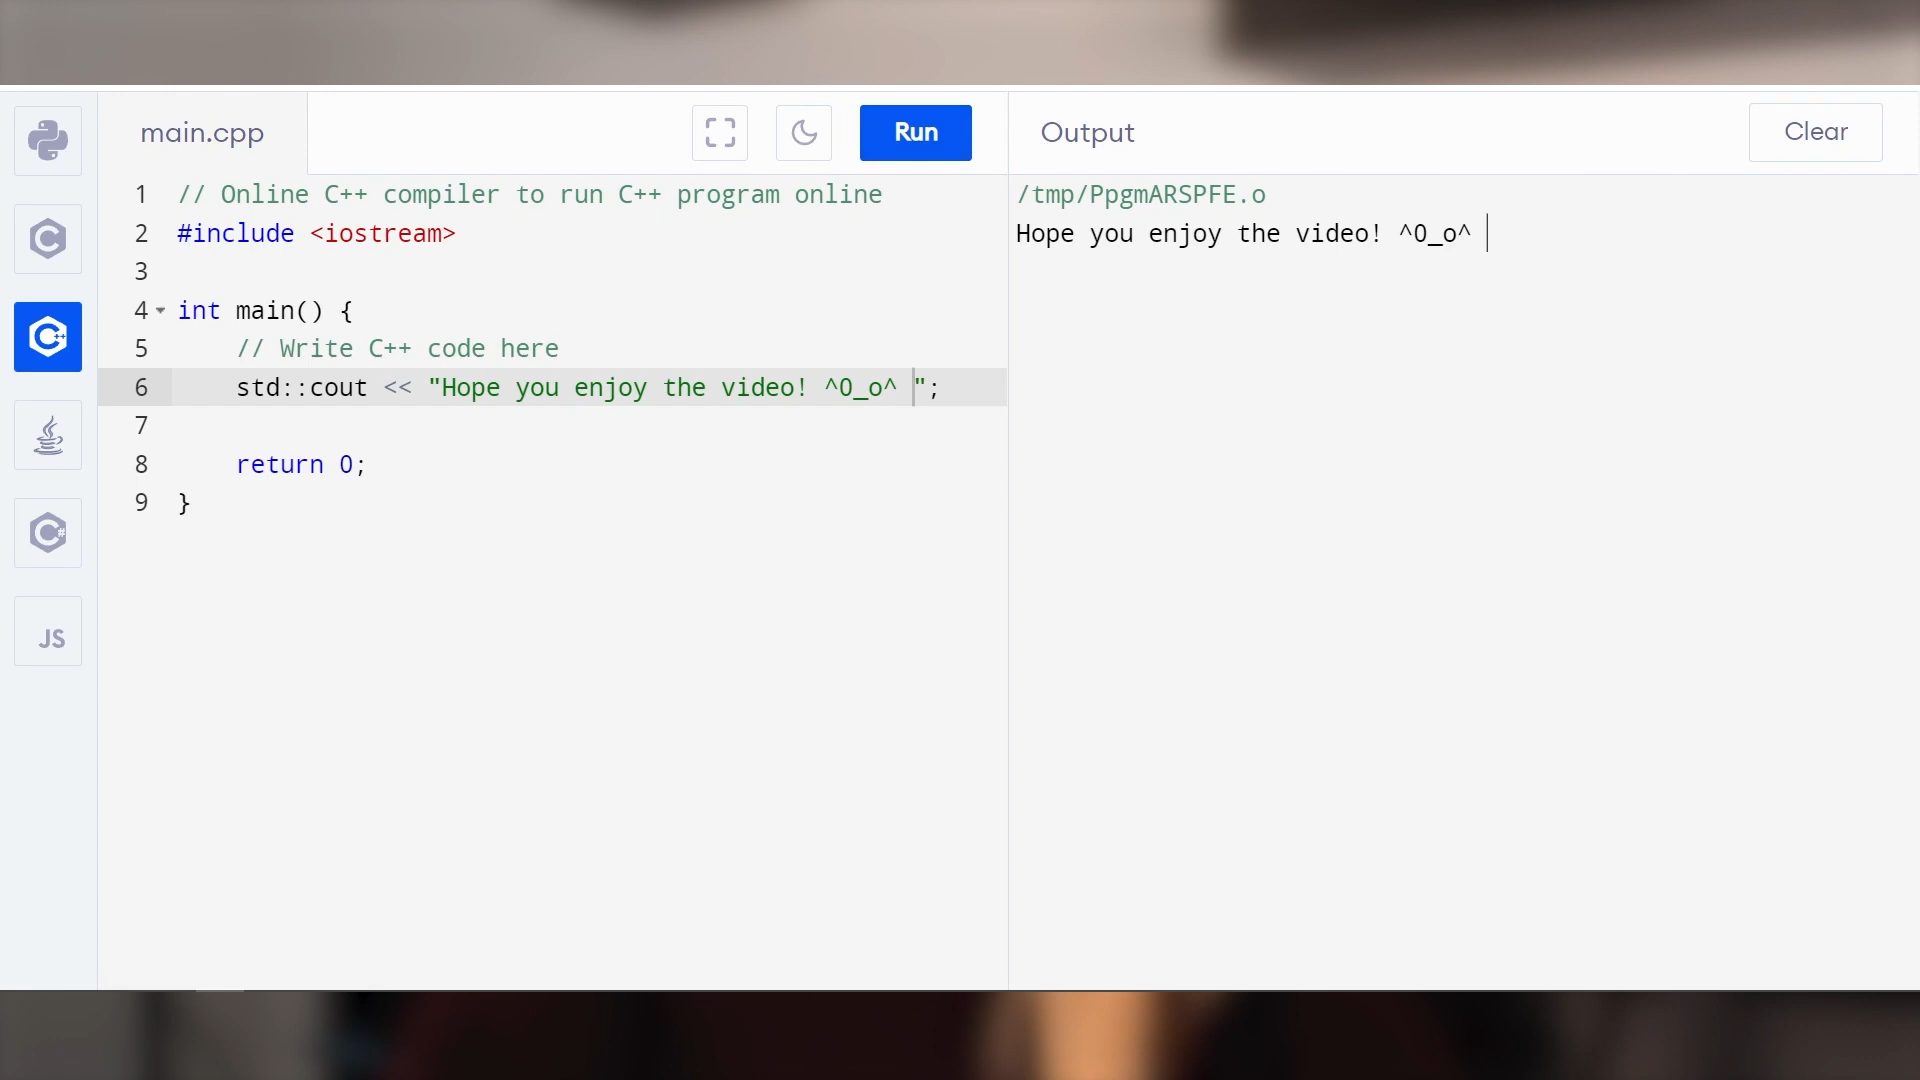 main.cpp
Run
Output
Clear
1 // Online C++ compiler to run C++ program online
2 #include <iostream>
3
4 int main() {
5     // Write C++ code here
6     std::cout << "Hope you enjoy the video! ^0_o^ ";
7
8     return 0;
9 }
/tmp/PpgmARSPFE.o
Hope you enjoy the video! ^0_o^
C
C++
C#
JS